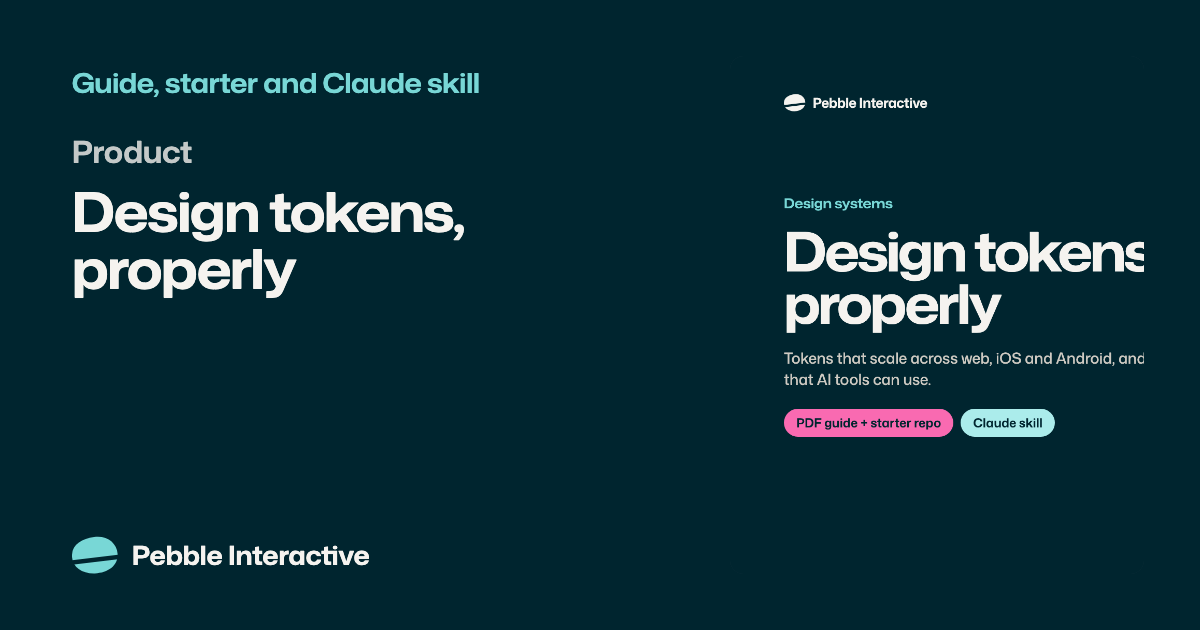 Guide, starter and Claude skill
Product
Design tokens,
properly
Pebble Interactive
Pebble Interactive
Design systems
Design tokens
properly
Tokens that scale across web, iOS and Android, and
that AI tools can use.
PDF guide + starter repo
Claude skill